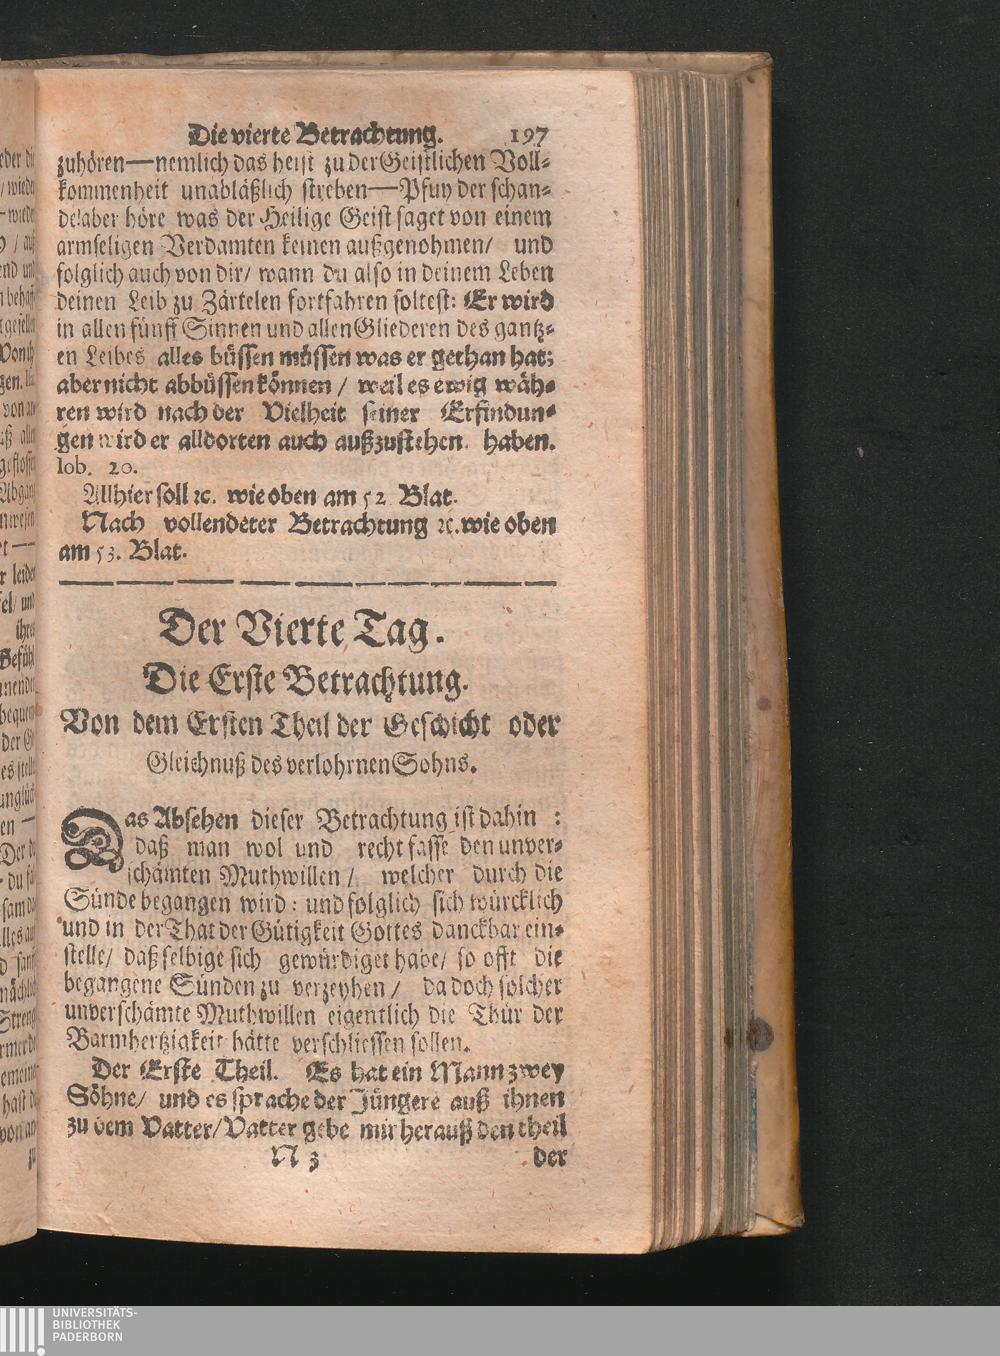 Die vierte Betrachtung. 197
zuhören—nemlich das heist zu der Geistlichen Voll-
kommenheit unabläßlich streben—Pfuy der schan-
de! aber höre was der Heilige Geist saget von einem
armseligen Verdamten keinen außgenohmen/ und
folglich auch von dir/ wann du also in deinem Leben
deinen Leib zu Zärtelen fortfahren soltest: Er wird
in allen fünff Sinnen und allen Gliederen des gantz-
en Leibes alles büssen müssen was er gethan hat;
aber nicht abbüssen können / weil es ewig wäh-
ren wird nach der Vielheit seiner Erfindun-
gen wird er alldorten auch außzustehen haben.
Iob. 20.
Allhier soll ꝛc. wie oben am 52 Blat.
Nach vollendeter Betrachtung ꝛc. wie oben
am 53. Blat.
Der Vierte Tag.
Die Erste Betrachtung.
Von dem Ersten Theil der Geschicht oder
Gleichnuß des verlohrnen Sohns.
Das Absehen dieser Betrachtung ist dahin :
daß man wol und recht fasse den unver-
schämten Muthwillen / welcher durch die
Sünde begangen wird : und folglich sich würcklich
und in der That der Gütigkeit Gottes danckbar ein-
stelle/ daß selbige sich gewürdiget habe/ so offt die
begangene Sünden zu verzeyhen / da doch solcher
unverschämte Muthwillen eigentlich die Thür der
Barmhertzigkeit hätte verschliessen sollen.
Der Erste Theil. Es hat ein Mann zwey
Söhne/ und es sprache der Jüngere auß ihnen
zu dem Vatter/ Vatter gebe mir herauß den theil
N 3 der
UNIVERSITÄTS-
BIBLIOTHEK
PADERBORN